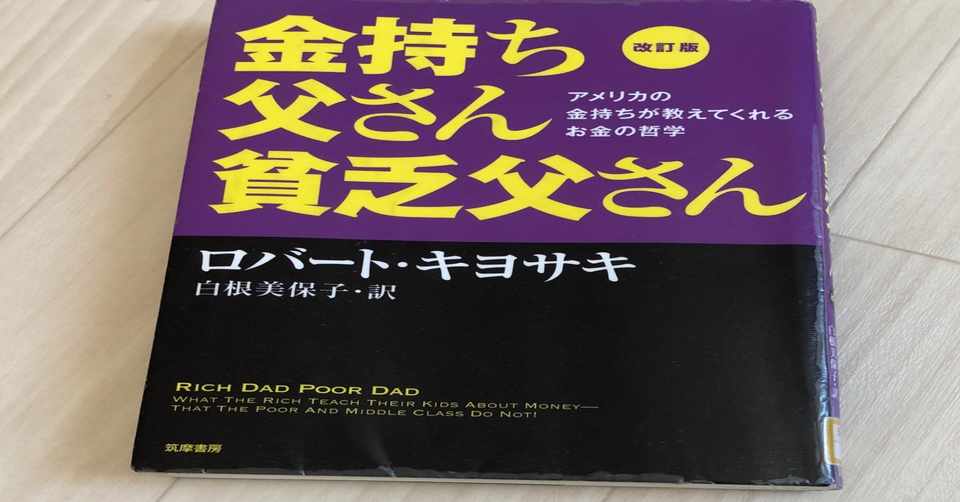 金持ち
父さん
貧乏父さん
改訂版
アメリカの
金持ちが教えてくれる
お金の哲学
ロバート・キヨサキ
白根美保子・訳
RICH DAD POOR DAD
WHAT THE RICH TEACH THEIR KIDS ABOUT MONEY—
THAT THE POOR AND MIDDLE CLASS DO NOT!
筑摩書房